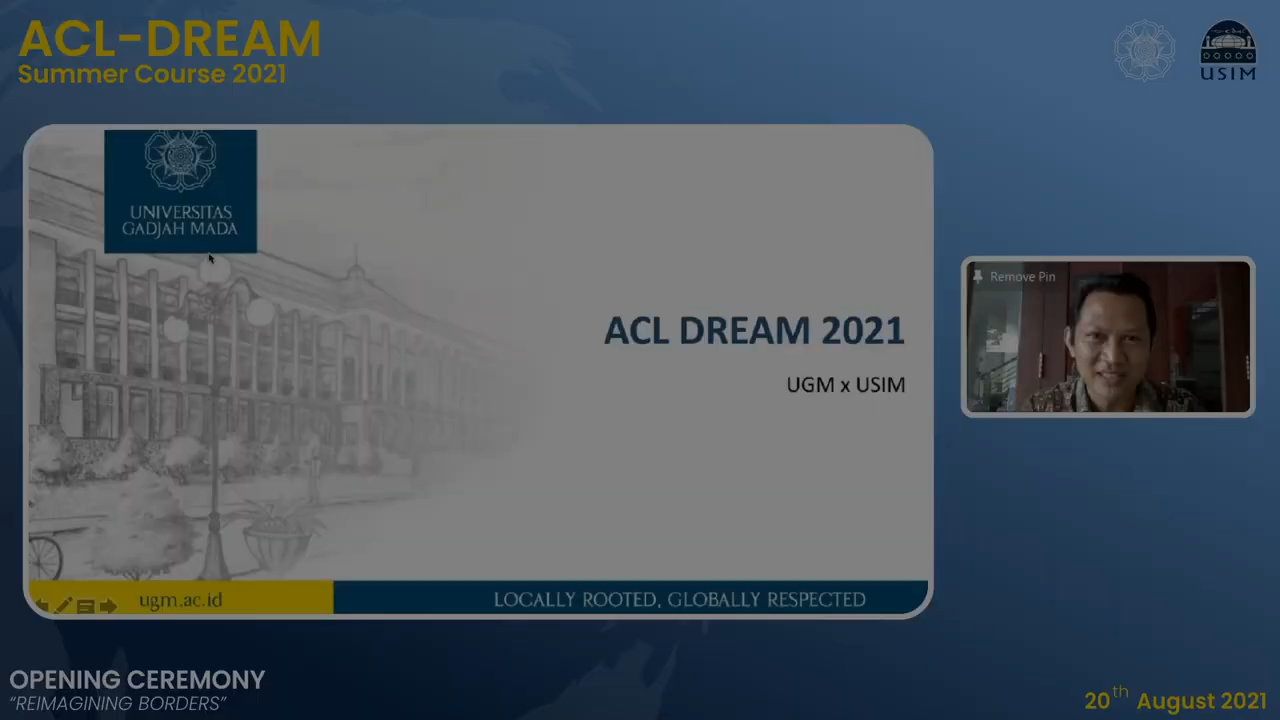 ACL-DREAM
Summer Course 2021
USIM
UNIVERSITAS
GADJAH MADA
Remove Pin
ACL DREAM 2021
UGM x USIM
ugm.ac.id
LOCALLY ROOTED, GLOBALLY RESPECTED
OPENING CEREMONY
“REIMAGINING BORDERS”
20th August 2021